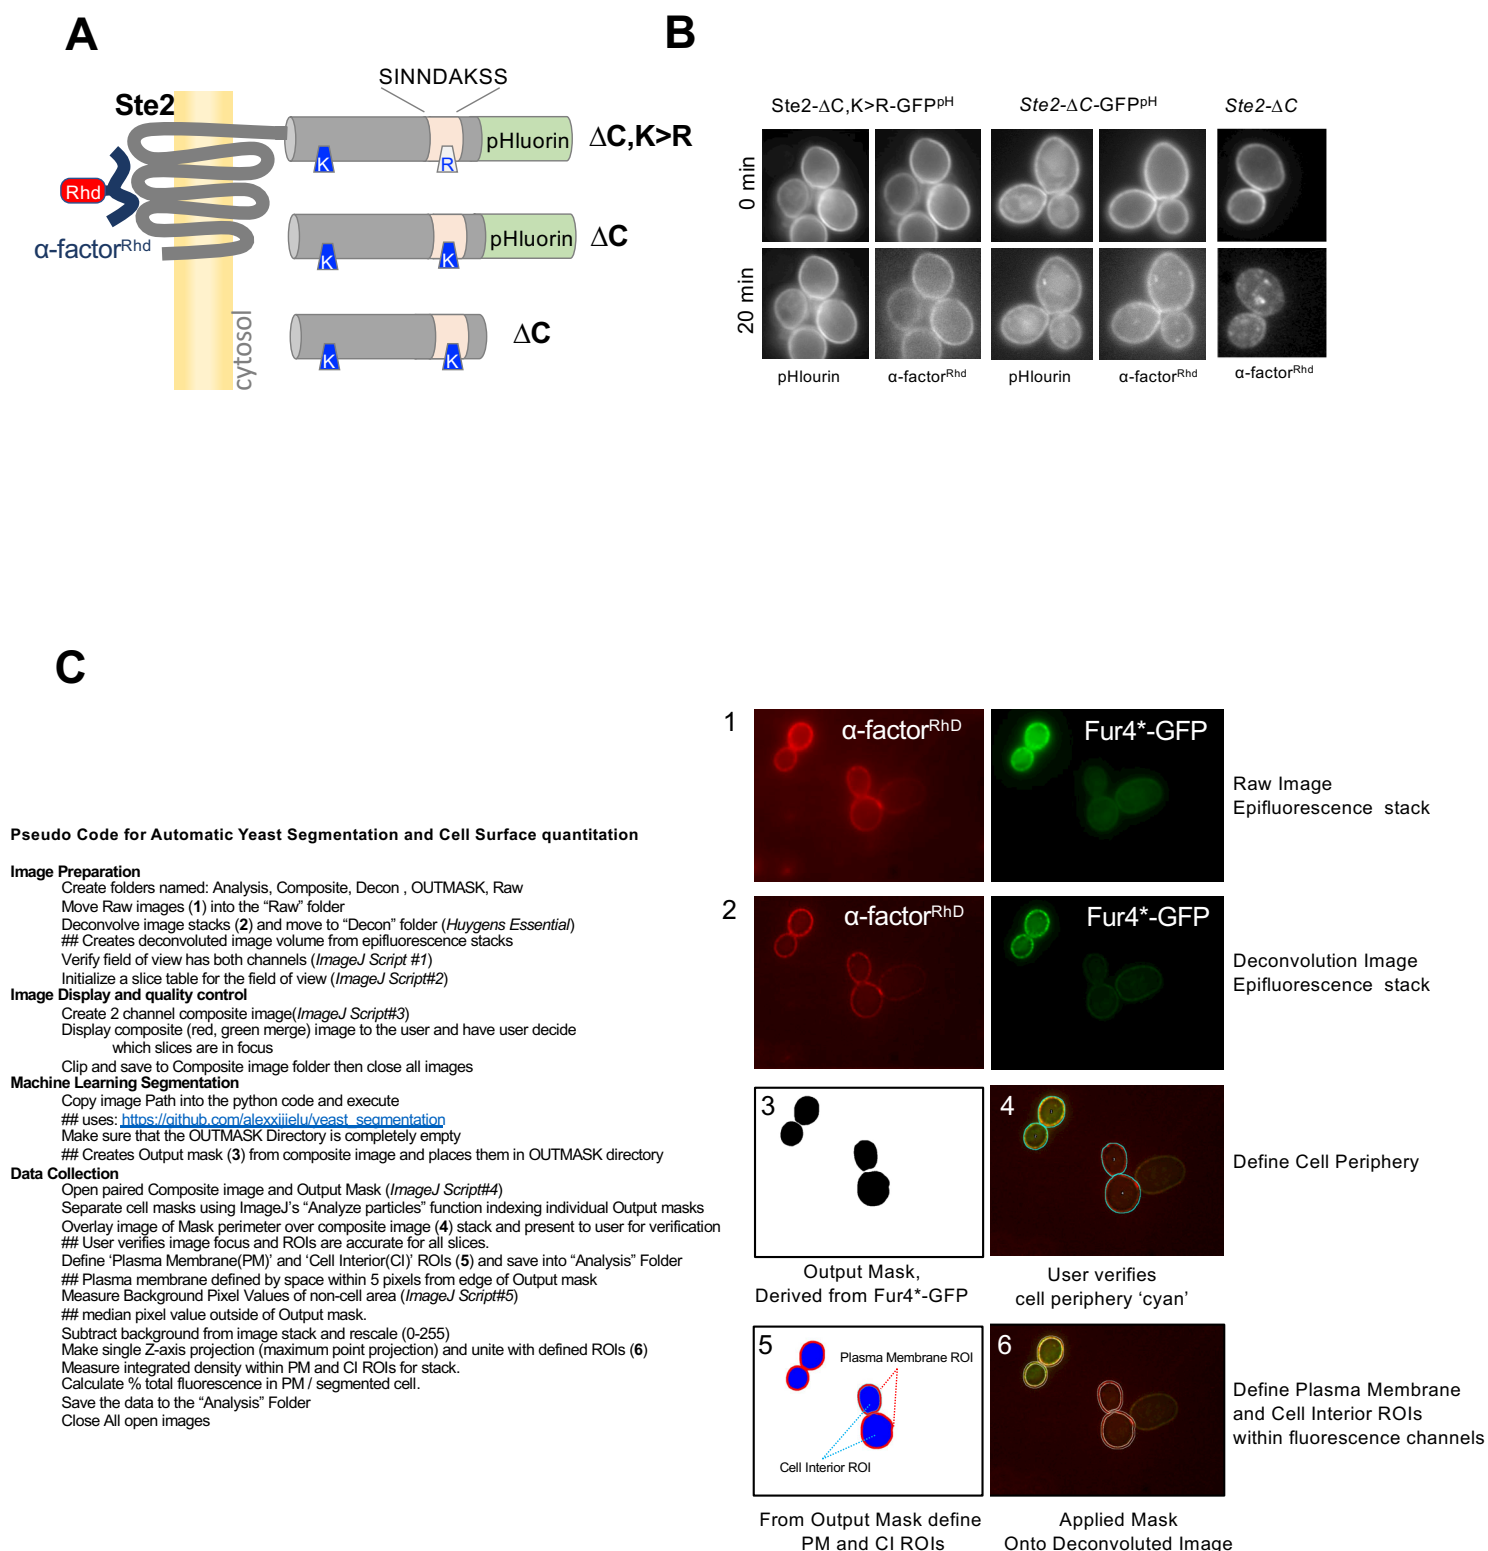 A
SINNDAKSS
Ste2
pHluorin
ΔC,K>R
K
R
Rhd
pHluorin
ΔC
α-factorRhd
K
K
cytosol
ΔC
K
K
B
Ste2-ΔC,K>R-GFPpH
Ste2-ΔC-GFPpH
Ste2-ΔC
0 min
20 min
pHlourin
α-factorRhd
pHlourin
α-factorRhd
α-factorRhd
C
Pseudo Code for Automatic Yeast Segmentation and Cell Surface quantitation
Image Preparation
Create folders named: Analysis, Composite, Decon , OUTMASK, Raw
Move Raw images (1) into the “Raw” folder
Deconvolve image stacks (2) and move to “Decon” folder (Huygens Essential)
## Creates deconvoluted image volume from epifluorescence stacks
Verify field of view has both channels (ImageJ Script #1)
Initialize a slice table for the field of view (ImageJ Script#2)
Image Display and quality control
Create 2 channel composite image(ImageJ Script#3)
Display composite (red, green merge) image to the user and have user decide
which slices are in focus
Clip and save to Composite image folder then close all images
Machine Learning Segmentation
Copy image Path into the python code and execute
## uses: https://github.com/alexxijielu/yeast_segmentation
Make sure that the OUTMASK Directory is completely empty
## Creates Output mask (3) from composite image and places them in OUTMASK directory
Data Collection
Open paired Composite image and Output Mask (ImageJ Script#4)
Separate cell masks using ImageJ’s “Analyze particles” function indexing individual Output masks
Overlay image of Mask perimeter over composite image (4) stack and present to user for verification
## User verifies image focus and ROIs are accurate for all slices.
Define ‘Plasma Membrane(PM)’ and ‘Cell Interior(CI)’ ROIs (5) and save into “Analysis” Folder
## Plasma membrane defined by space within 5 pixels from edge of Output mask
Measure Background Pixel Values of non-cell area (ImageJ Script#5)
## median pixel value outside of Output mask.
Subtract background from image stack and rescale (0-255)
Make single Z-axis projection (maximum point projection) and unite with defined ROIs (6)
Measure integrated density within PM and CI ROIs for stack.
Calculate % total fluorescence in PM / segmented cell.
Save the data to the “Analysis” Folder
Close All open images
1
α-factorRhD
Fur4*-GFP
Raw Image
Epifluorescence stack
2
α-factorRhD
Fur4*-GFP
Deconvolution Image
Epifluorescence stack
3
4
Define Cell Periphery
Output Mask,
Derived from Fur4*-GFP
User verifies
cell periphery ‘cyan’
5
Plasma Membrane ROI
Cell Interior ROI
6
Define Plasma Membrane
and Cell Interior ROIs
within fluorescence channels
From Output Mask define
PM and CI ROIs
Applied Mask
Onto Deconvoluted Image